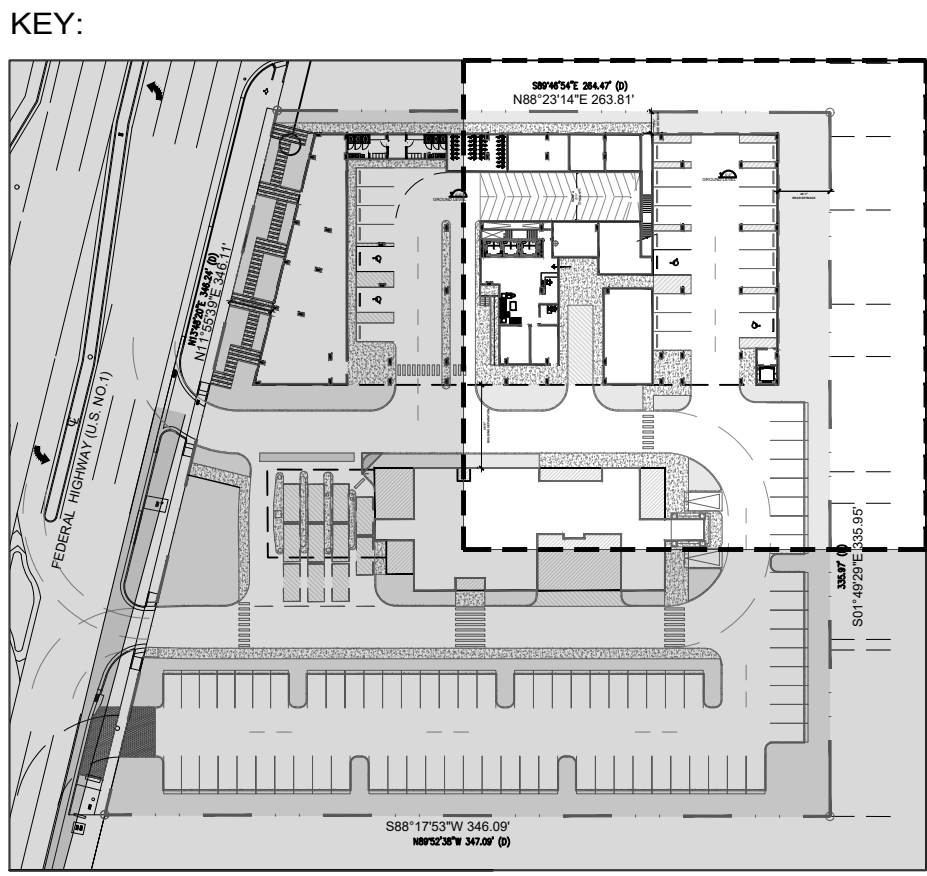 KEY:
S89°46'54"E 264.47' (D)
N88°23'14"E 263.81'
GROUND LEVEL
GROUND LEVEL
N13°46'20"E 346.24' (D)
N11°55'39"E 346.11'
FEDERAL HIGHWAY (U.S. NO.1)
335.97' (D)
S01°49'29"E 335.95'
S88°17'53"W 346.09'
N89°52'38"W 347.09' (D)